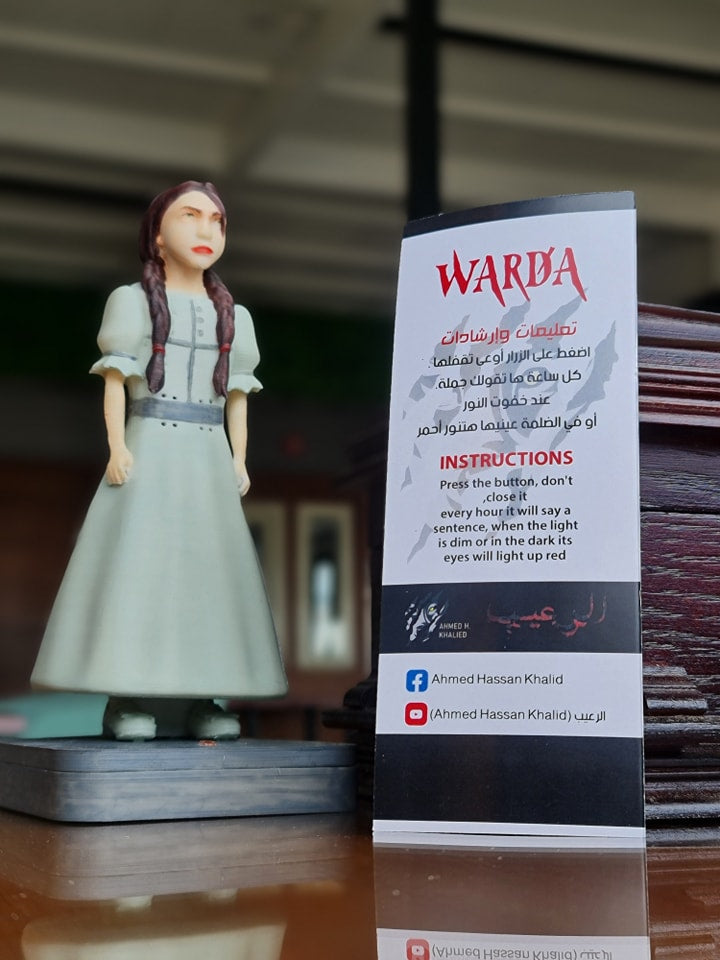 WARDA
تعليمات وإرشادات
اضغط على الزرار أوعى تقفلها.
كل ساعة ها تقولك جملة.
عند خفوت النور
أو في الضلمة عينيها هتنور أحمر
INSTRUCTIONS
Press the button, don't
,close it
every hour it will say a
sentence, when the light
is dim or in the dark its
eyes will light up red
AHMED H.
KHALIED
الرعيب
Ahmed Hassan Khalid
(Ahmed Hassan Khalid) الرعيب